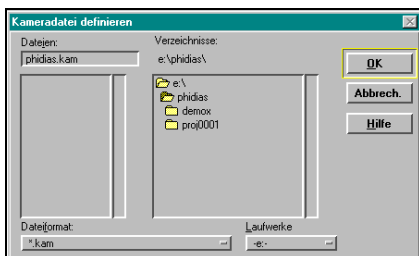 Kameradatei definieren
Dateien:
phidias.kam
Verzeichnisse:
e:\phidias\
e:\
phidias
demox
proj0001
OK
Abbrech.
Hilfe
Dateiformat:
*.kam
Laufwerke
-e:-